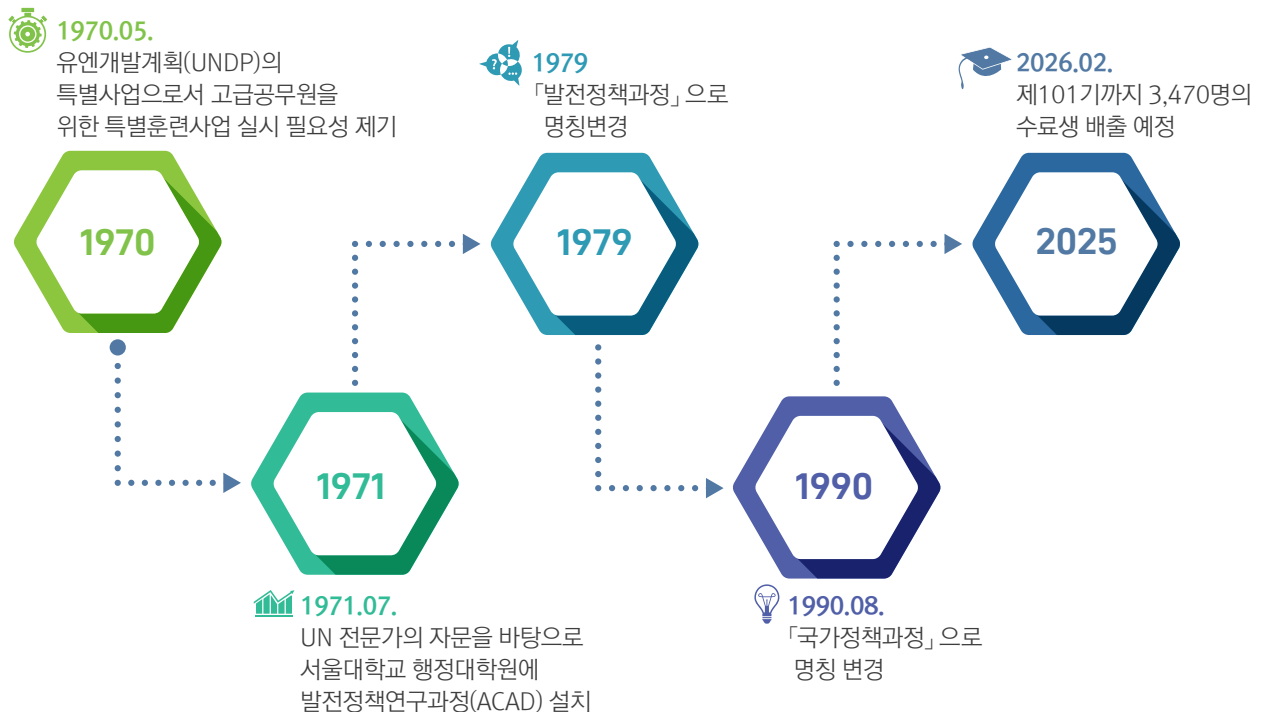 1970.05.
유엔개발계획(UNDP)의
특별사업으로서 고급공무원을
위한 특별훈련사업 실시 필요성 제기
1970
1971
1971.07.
UN 전문가의 자문을 바탕으로
서울대학교 행정대학원에
발전정책연구과정(ACAD) 설치
1979
「발전정책과정」으로
명칭변경
1979
1990
1990.08.
「국가정책과정」으로
명칭 변경
2026.02.
제101기까지 3,470명의
수료생 배출 예정
2025